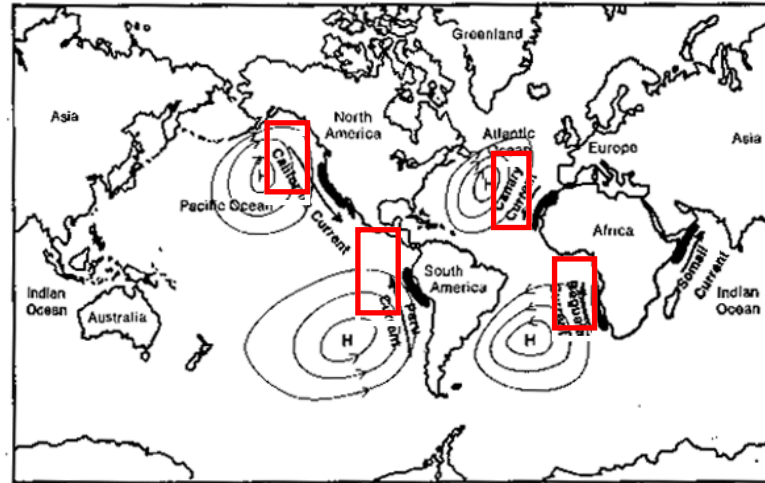 Greenland
Asia
North
America
Atlantic
Ocean
Europe
Asia
H
H
Canary
Current
Pacific Ocean
Current
Africa
Somali
Current
Indian
Ocean
Australia
South
America
Peru
Indian
Ocean
H
H